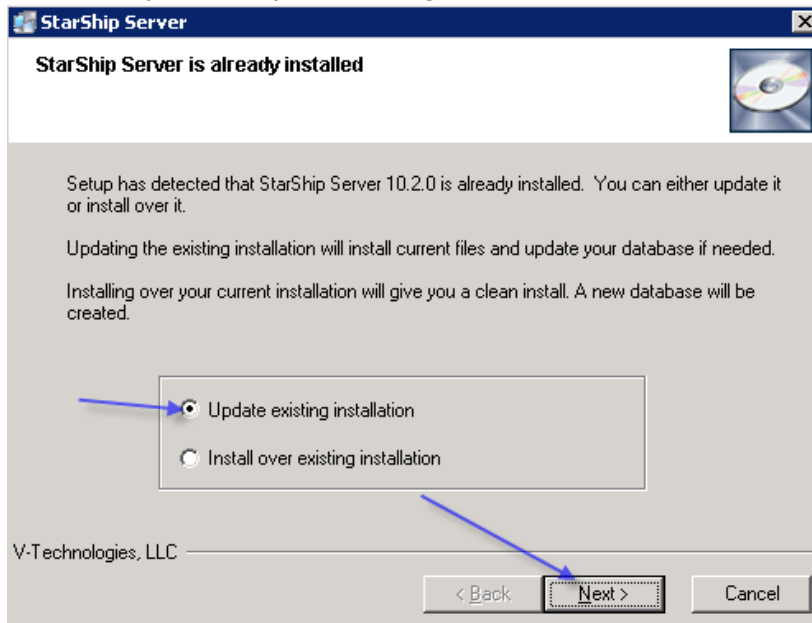 StarShip Server
StarShip Server is already installed
Setup has detected that StarShip Server 10.2.0 is already installed.  You can either update it
or install over it.
Updating the existing installation will install current files and update your database if needed.
Installing over your current installation will give you a clean install. A new database will be
created.
Update existing installation
Install over existing installation
V-Technologies, LLC
< Back Next > Cancel